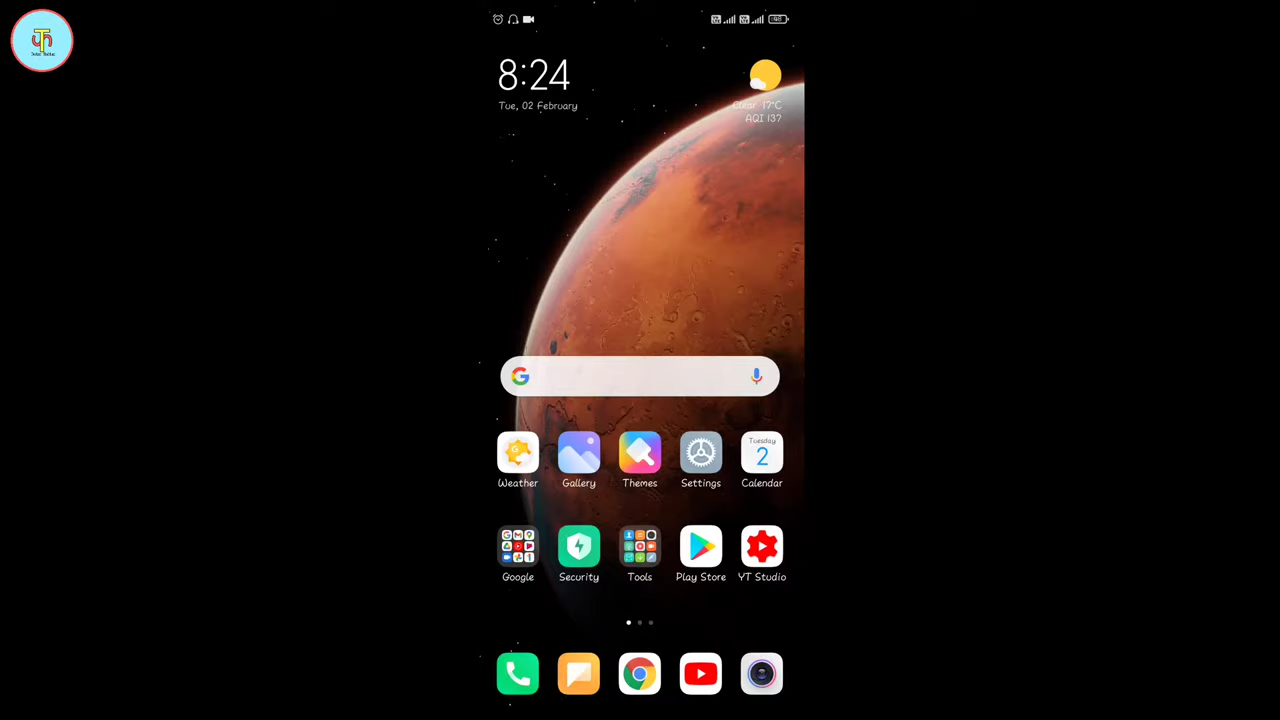 48
8:24
Tue, 02 February
Clear 17°C
AQI 137
Weather
Gallery
Themes
Settings
Tuesday
2
Calendar
Google
Security
Tools
Play Store
YT Studio